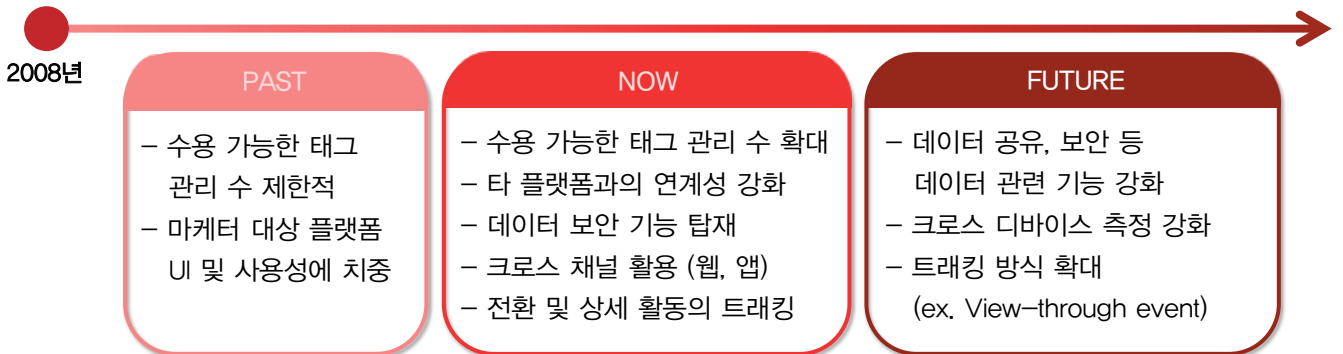 2008년
PAST
– 수용 가능한 태그
관리 수 제한적
– 마케터 대상 플랫폼
UI 및 사용성에 치중
NOW
– 수용 가능한 태그 관리 수 확대
– 타 플랫폼과의 연계성 강화
– 데이터 보안 기능 탑재
– 크로스 채널 활용 (웹, 앱)
– 전환 및 상세 활동의 트래킹
FUTURE
– 데이터 공유, 보안 등
데이터 관련 기능 강화
– 크로스 디바이스 측정 강화
– 트래킹 방식 확대
(ex. View–through event)